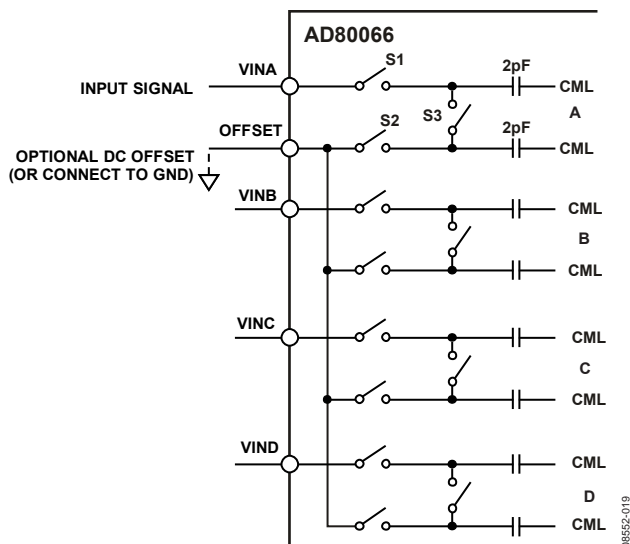 AD80066
VINA
S1
2pF
INPUT SIGNAL
CML
A
OFFSET
S2
S3
2pF
CML
OPTIONAL DC OFFSET
(OR CONNECT TO GND)
VINB
CML
B
CML
VINC
CML
C
CML
VIND
CML
D
CML
08552-019